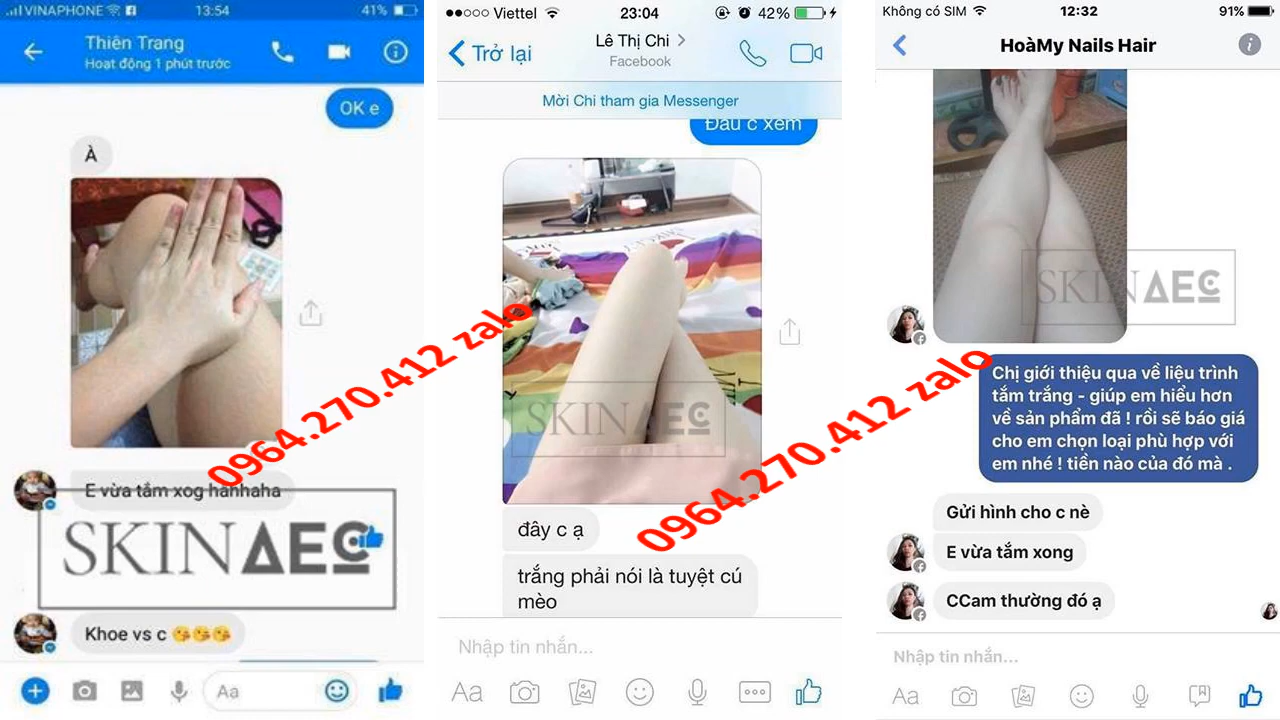 VINAPHONE 13:54 41%
Thiên Trang
Hoạt động 1 phút trước
OK e
À
E vừa tắm xog hanhaha
SKINAEC
Khoe vs c 😘😘😘
Aa
Viettel 23:04 42%
Trở lại
Lê Thị Chi
Facebook
Mời Chi tham gia Messenger
Đâu c xem
SKINAEC
đây c ạ
trắng phải nói là tuyệt cú
mèo
Nhập tin nhắn...
Aa
0964.270.412 zalo
0964.270.412 zalo
Không có SIM 12:32 91%
HoàMy Nails Hair
SKINAEC
Chị giới thiệu qua về liệu trình
tắm trắng - giúp em hiểu hơn
về sản phẩm đã ! rồi sẽ báo giá
cho em chọn loại phù hợp với
em nhé ! tiền nào của đó mà .
Gửi hình cho c nè
E vừa tắm xong
CCam thường đó ạ
Nhập tin nhắn...
Aa